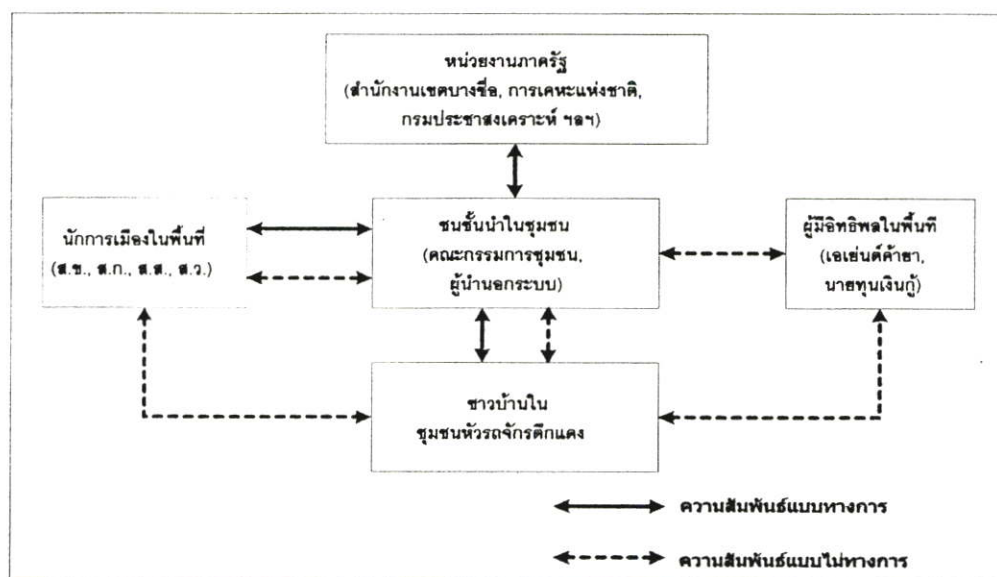 หน่วยงานภาครัฐ
(สำนักงานเขตบางซื่อ, การเคหะแห่งชาติ,
กรมประชาสงเคราะห์ ฯลฯ)
นักการเมืองในพื้นที่
(ส.ข., ส.ก., ส.ส., ส.ว.)
ชนชั้นนำในชุมชน
(คณะกรรมการชุมชน,
ผู้นำนอกระบบ)
ผู้มีอิทธิพลในพื้นที่
(เอเย่นต์ค้ายา,
นายทุนเงินกู้)
ชาวบ้านใน
ชุมชนหัวรถจักรตึกแดง
ความสัมพันธ์แบบทางการ
ความสัมพันธ์แบบไม่ทางการ